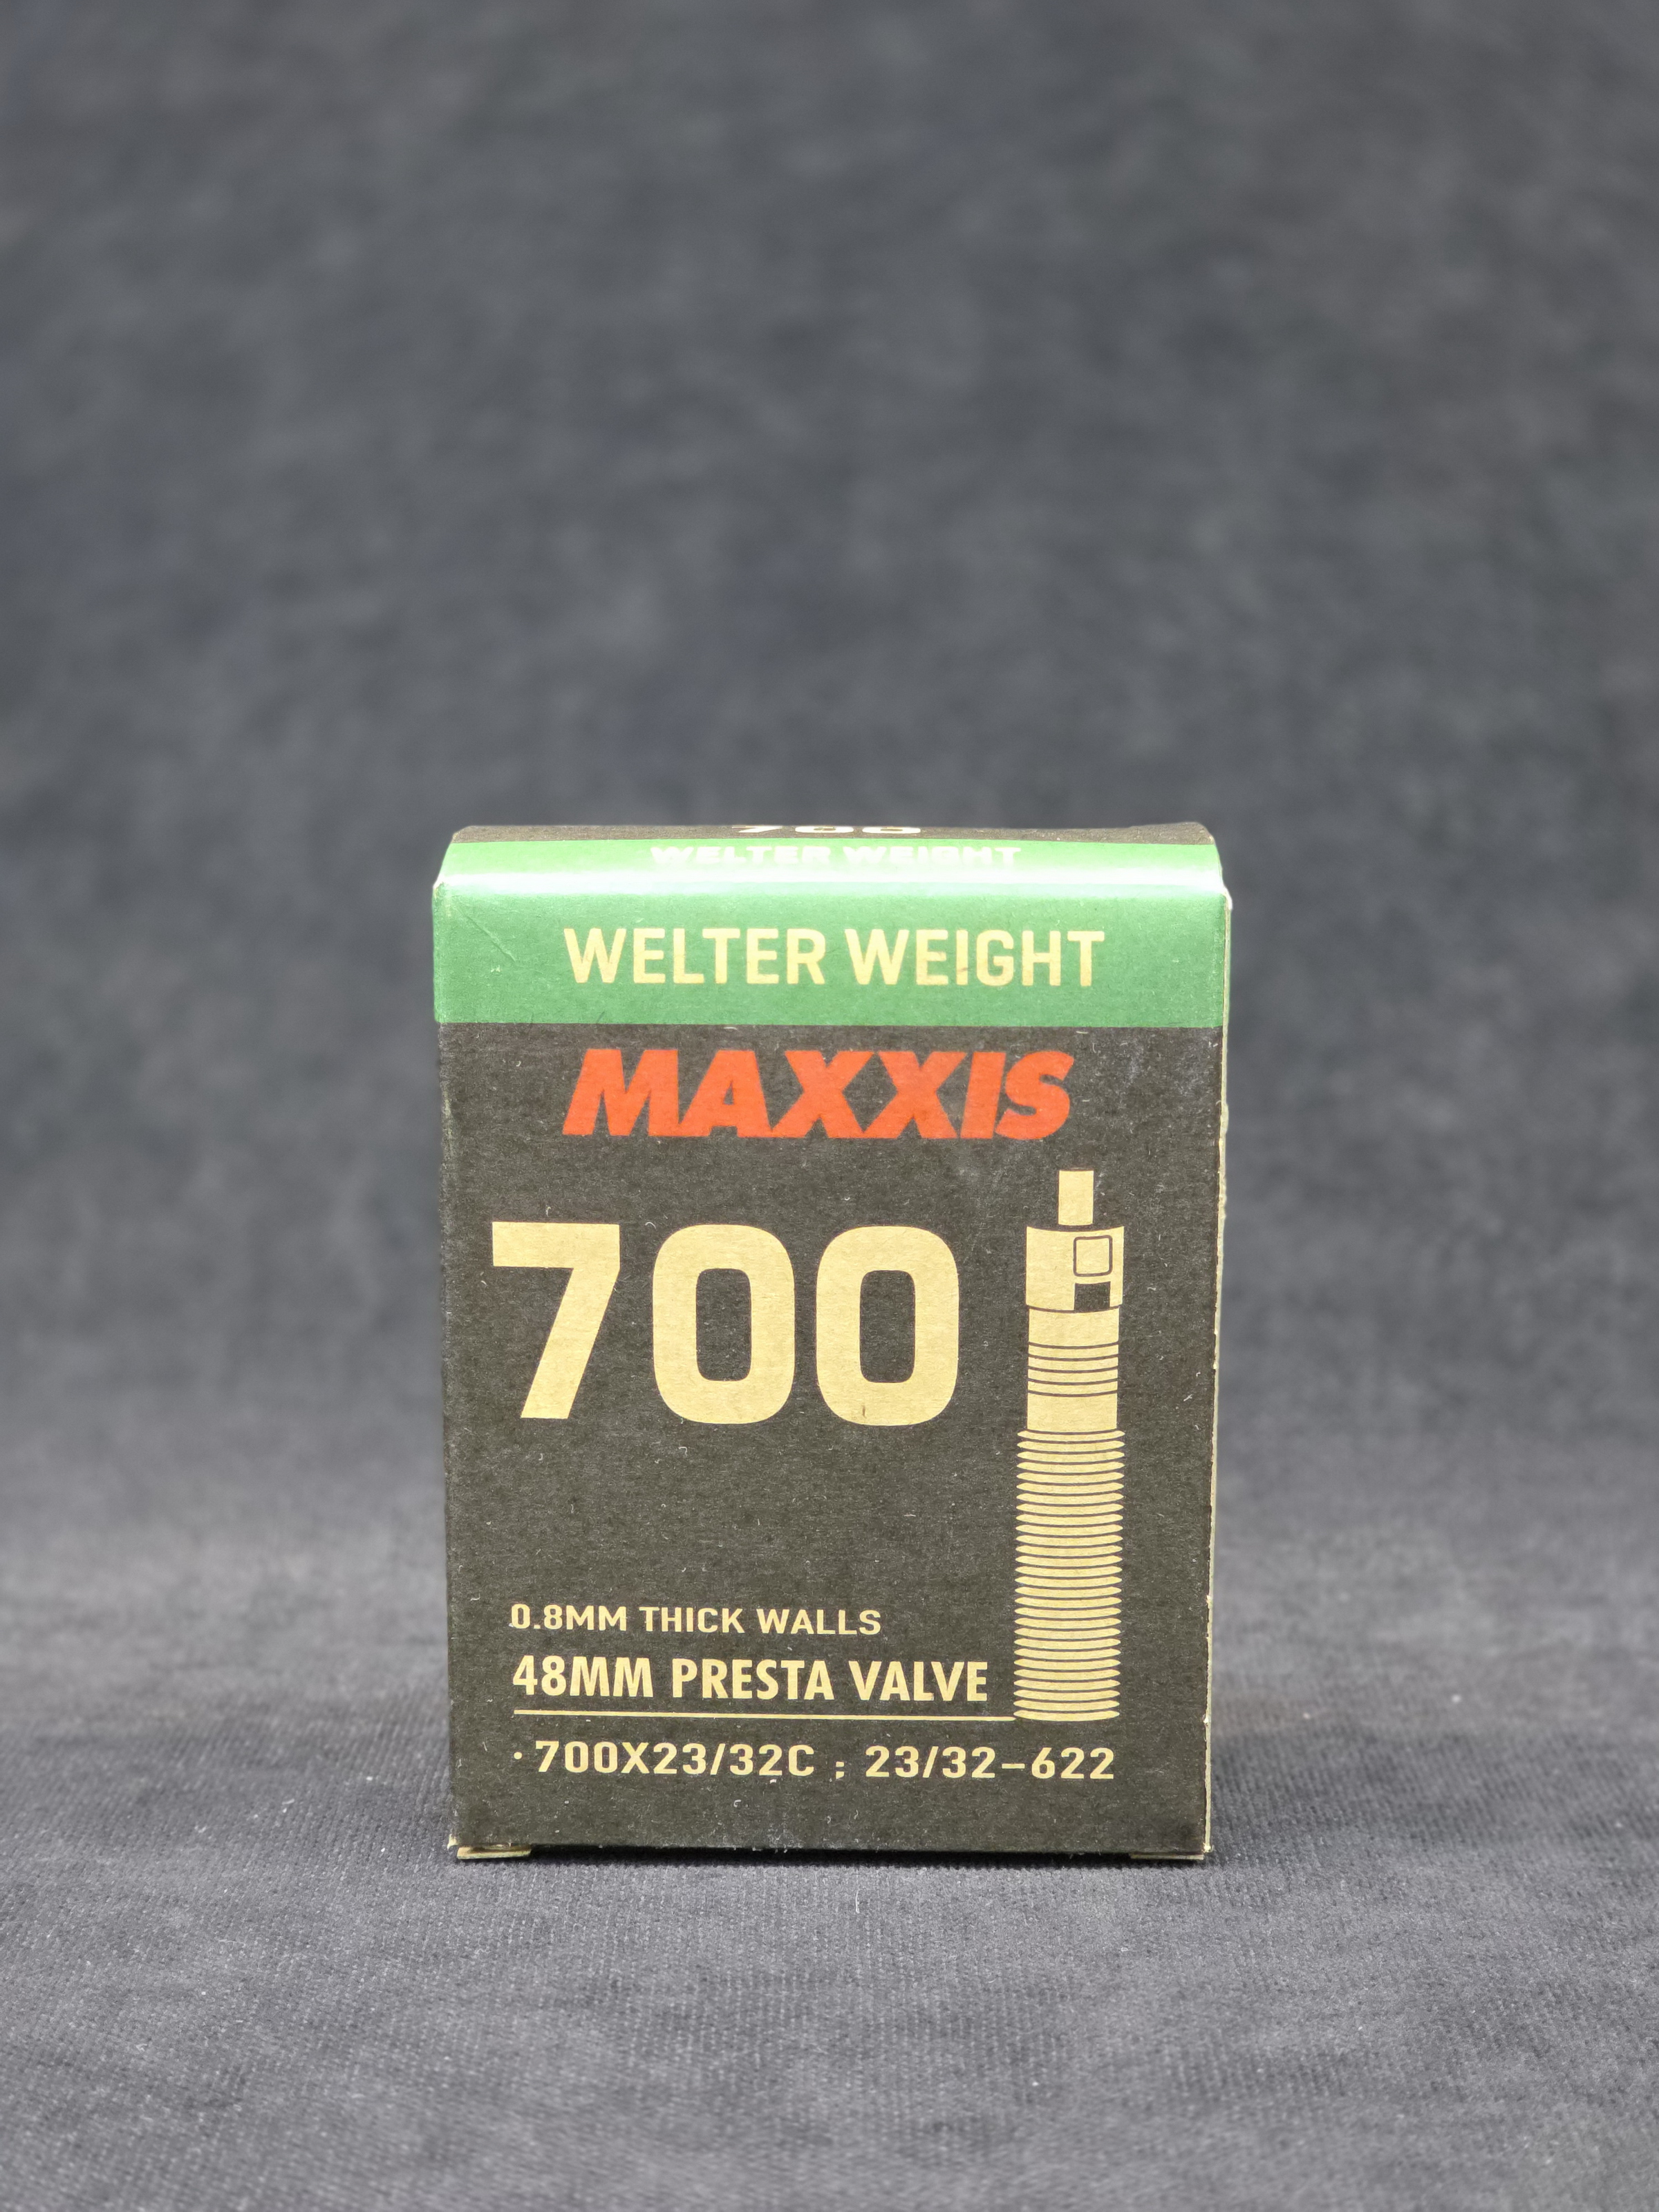 700
WELTER WEIGHT
WELTER WEIGHT
MAXXIS
700
0.8MM THICK WALLS
48MM PRESTA VALVE
·700X23/32C ; 23/32-622